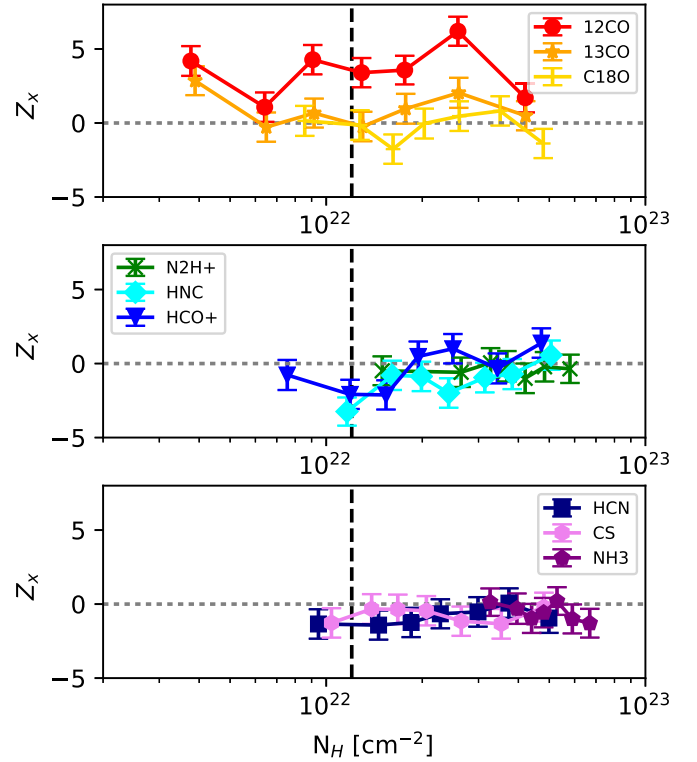 12CO
13CO
C18O
Z_x
5
0
−5
10^22
10^23
N2H+
HNC
HCO+
Z_x
5
0
−5
10^22
10^23
HCN
CS
NH3
Z_x
5
0
−5
10^22
10^23
N_H [cm^−2]